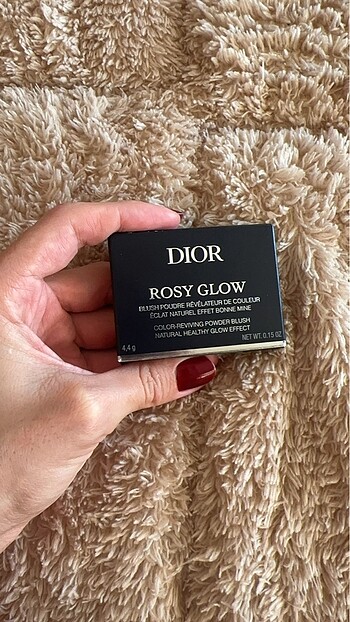 DIOR
ROSY GLOW
BLUSH POUDRE RÉVÉLATEUR DE COULEUR
ÉCLAT NATUREL EFFET BONNE MINE
COLOR-REVIVING POWDER BLUSH
NATURAL HEALTHY GLOW EFFECT
4,4 g NET WT. 0.15 OZ